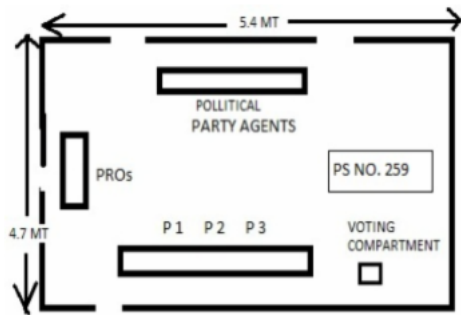 5.4 MT
POLLITICAL
PARTY AGENTS
PROs
PS NO. 259
P 1 P 2 P 3
4.7 MT
VOTING
COMPARTMENT